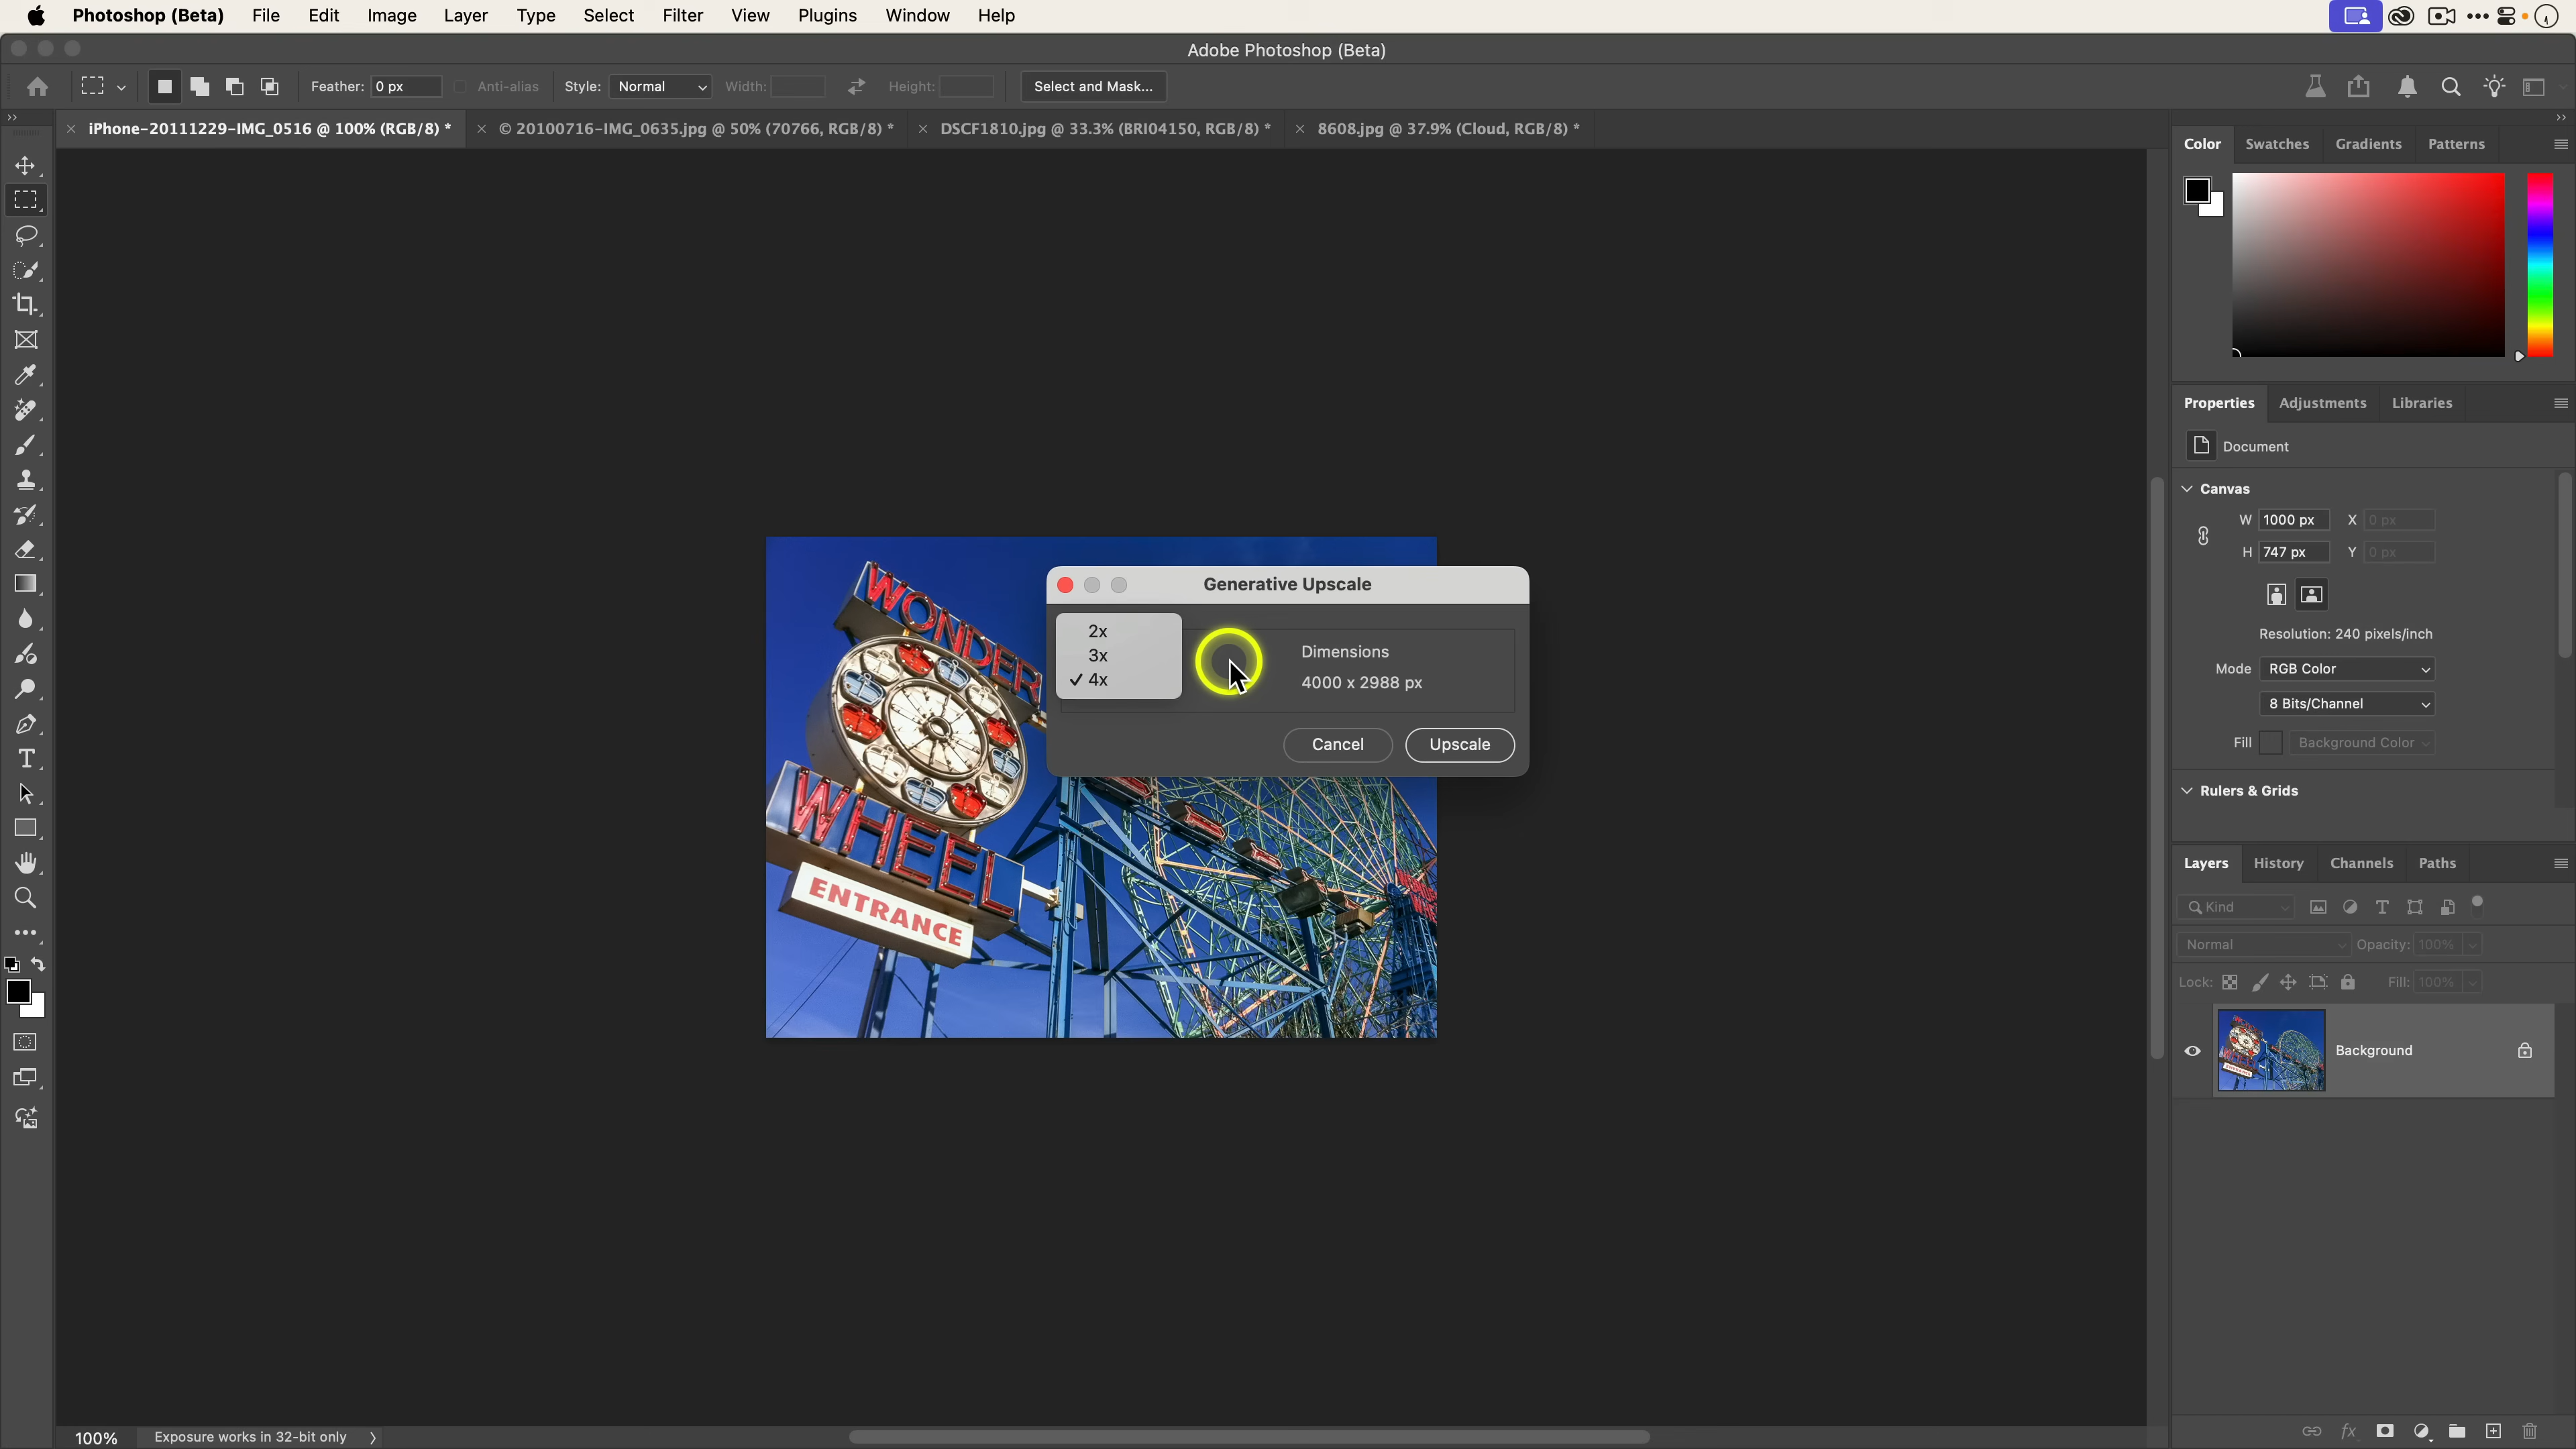 Photoshop (Beta) File Edit Image Layer Type Select Filter View Plugins Window Help
Adobe Photoshop (Beta)
Feather: 0 px Anti-alias Style: Normal Width: Height: Select and Mask...
iPhone-20111229-IMG_0516 @ 100% (RGB/8) * © 20100716-IMG_0635.jpg @ 50% (70766, RGB/8) * DSCF1810.jpg @ 33.3% (BRI04150, RGB/8) * 8608.jpg @ 37.9% (Cloud, RGB/8) *
Color Swatches Gradients Patterns
Properties Adjustments Libraries
Document
Canvas
W 1000 px X 0 px
H 747 px Y 0 px
Resolution: 240 pixels/inch
Mode RGB Color
8 Bits/Channel
Fill Background Color
Rulers & Grids
Layers History Channels Paths
Kind
Normal Opacity: 100%
Lock: Fill: 100%
Background
Generative Upscale
2x
3x
4x
Dimensions
4000 x 2988 px
Cancel Upscale
WONDER
WHEEL
ENTRANCE
100% Exposure works in 32-bit only